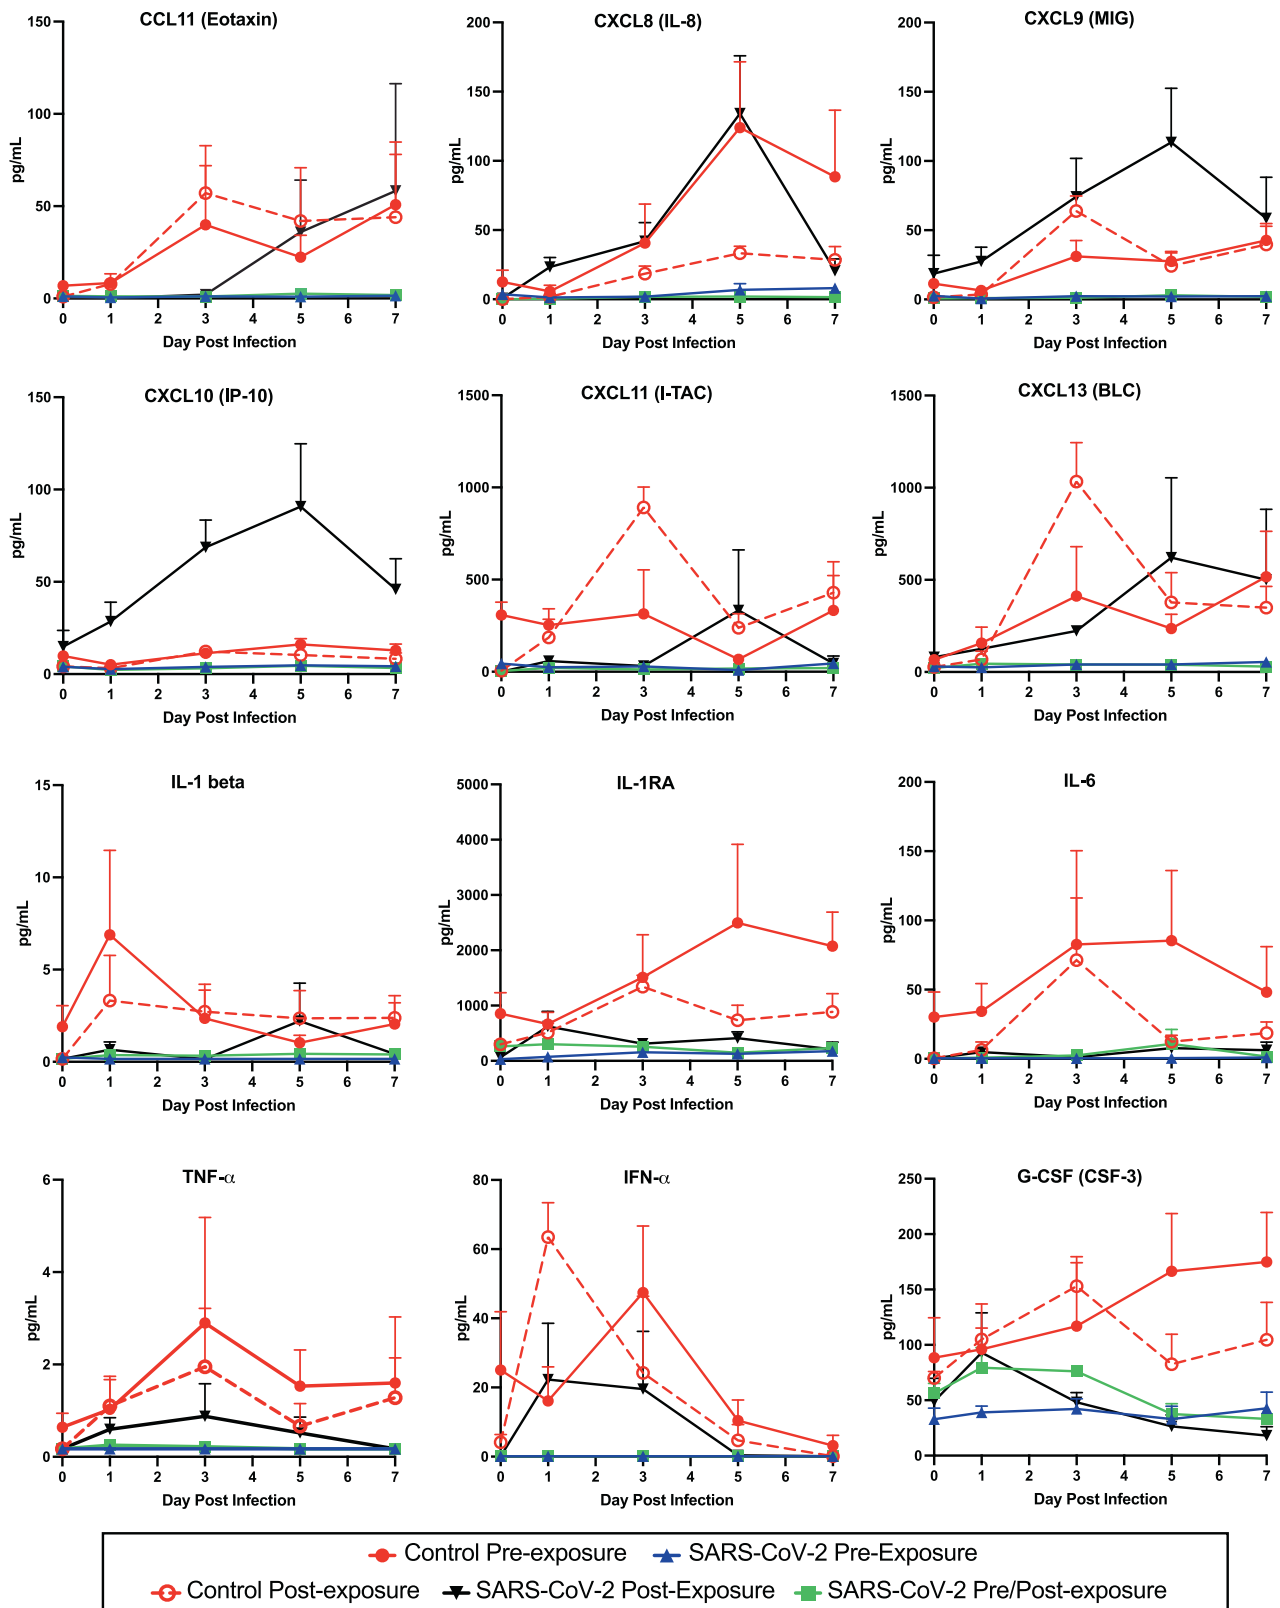 CCL11 (Eotaxin)
150
100
50
0
pg/mL
0 1 2 3 4 5 6 7
Day Post Infection
CXCL8 (IL-8)
200
150
100
50
0
pg/mL
0 1 2 3 4 5 6 7
Day Post Infection
CXCL9 (MIG)
200
150
100
50
0
pg/mL
0 1 2 3 4 5 6 7
Day Post Infection
CXCL10 (IP-10)
150
100
50
0
pg/mL
0 1 2 3 4 5 6 7
Day Post Infection
CXCL11 (I-TAC)
1500
1000
500
0
pg/mL
0 1 2 3 4 5 6 7
Day Post Infection
CXCL13 (BLC)
1500
1000
500
0
pg/mL
0 1 2 3 4 5 6 7
Day Post Infection
IL-1 beta
15
10
5
0
pg/mL
0 1 2 3 4 5 6 7
Day Post Infection
IL-1RA
5000
4000
3000
2000
1000
0
pg/mL
0 1 2 3 4 5 6 7
Day Post Infection
IL-6
200
150
100
50
0
pg/mL
0 1 2 3 4 5 6 7
Day Post Infection
TNF-α
6
4
2
0
pg/mL
0 1 2 3 4 5 6 7
Day Post Infection
IFN-α
80
60
40
20
0
pg/mL
0 1 2 3 4 5 6 7
Day Post Infection
G-CSF (CSF-3)
250
200
150
100
50
0
pg/mL
0 1 2 3 4 5 6 7
Day Post Infection
Control Pre-exposure SARS-CoV-2 Pre-Exposure
Control Post-exposure SARS-CoV-2 Post-Exposure SARS-CoV-2 Pre/Post-exposure